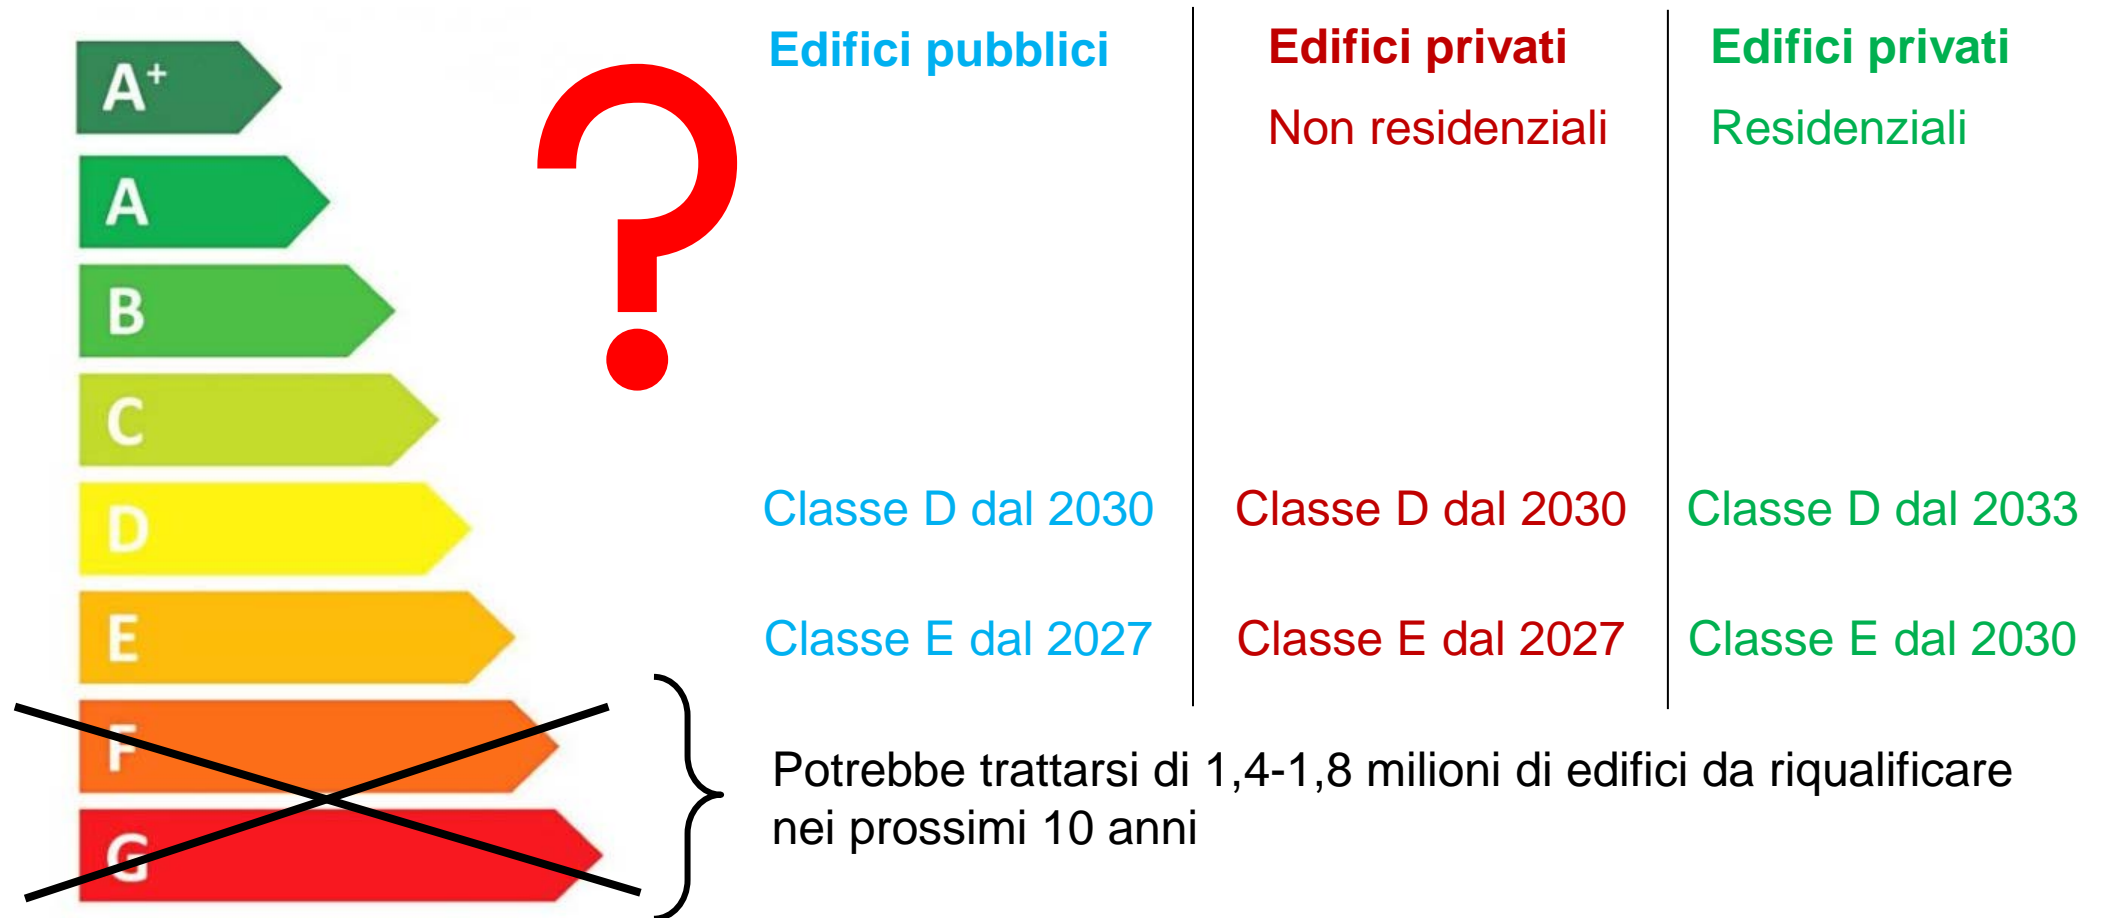 A+
A
B
C
D
E
F
G
?
Edifici pubblici
Classe D dal 2030
Classe E dal 2027
Edifici privati
Non residenziali
Classe D dal 2030
Classe E dal 2027
Edifici privati
Residenziali
Classe D dal 2033
Classe E dal 2030
Potrebbe trattarsi di 1,4-1,8 milioni di edifici da riqualificare
nei prossimi 10 anni